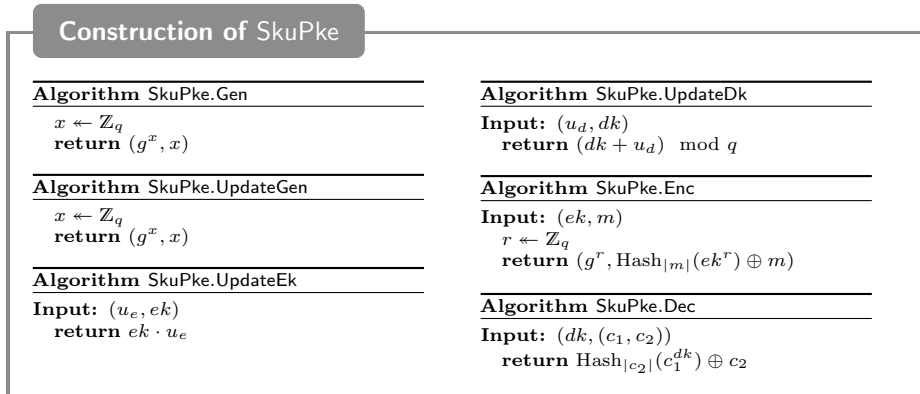 Construction of SkuPke
Algorithm SkuPke.Gen
x ↞ ℤ_q
return (g^x, x)
Algorithm SkuPke.UpdateGen
x ↞ ℤ_q
return (g^x, x)
Algorithm SkuPke.UpdateEk
Input: (u_e, ek)
return ek · u_e
Algorithm SkuPke.UpdateDk
Input: (u_d, dk)
return (dk + u_d) mod q
Algorithm SkuPke.Enc
Input: (ek, m)
r ↞ ℤ_q
return (g^r, Hash_{|m|}(ek^r) ⊕ m)
Algorithm SkuPke.Dec
Input: (dk, (c_1, c_2))
return Hash_{|c_2|}(c_1^{dk}) ⊕ c_2